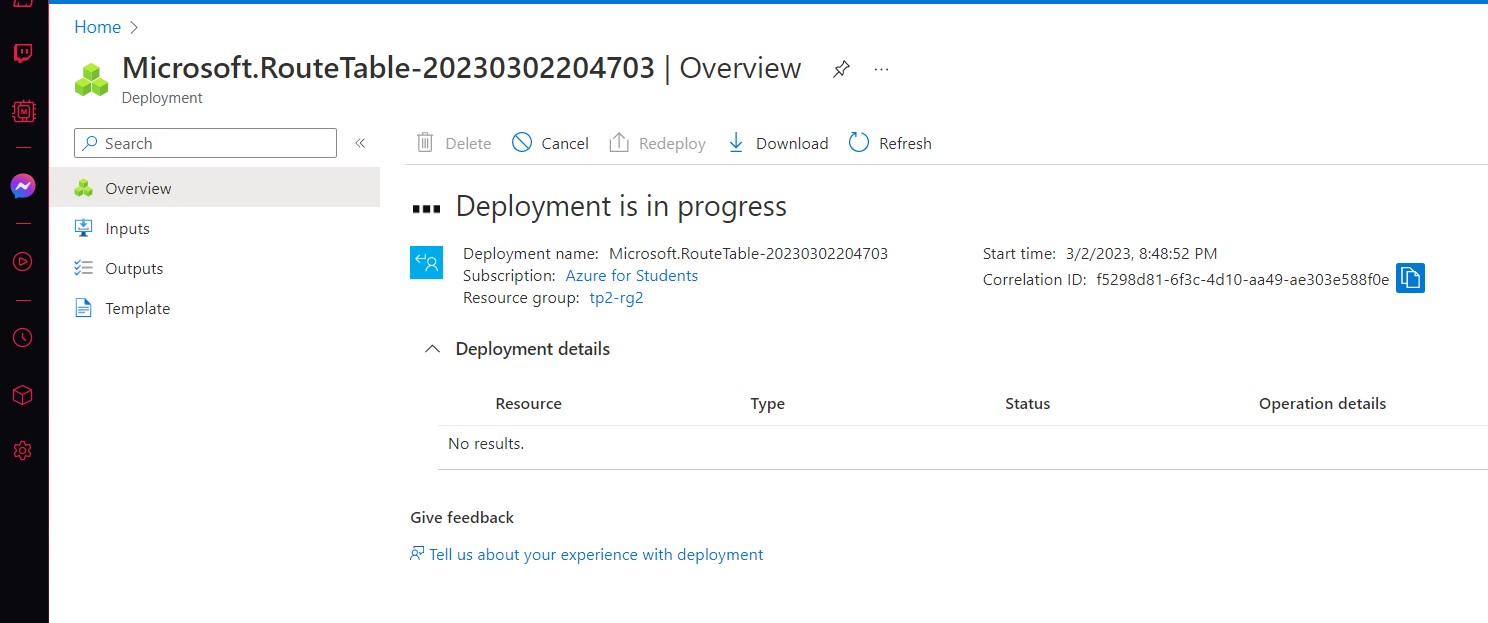 Home
Microsoft.RouteTable-20230302204703 | Overview
Deployment
Search
Delete Cancel Redeploy Download Refresh
Overview
Inputs
Outputs
Template
Deployment is in progress
Deployment name: Microsoft.RouteTable-20230302204703
Subscription: Azure for Students
Resource group: tp2-rg2
Start time: 3/2/2023, 8:48:52 PM
Correlation ID: f5298d81-6f3c-4d10-aa49-ae303e588f0e
Deployment details
Resource Type Status Operation details
No results.
Give feedback
Tell us about your experience with deployment